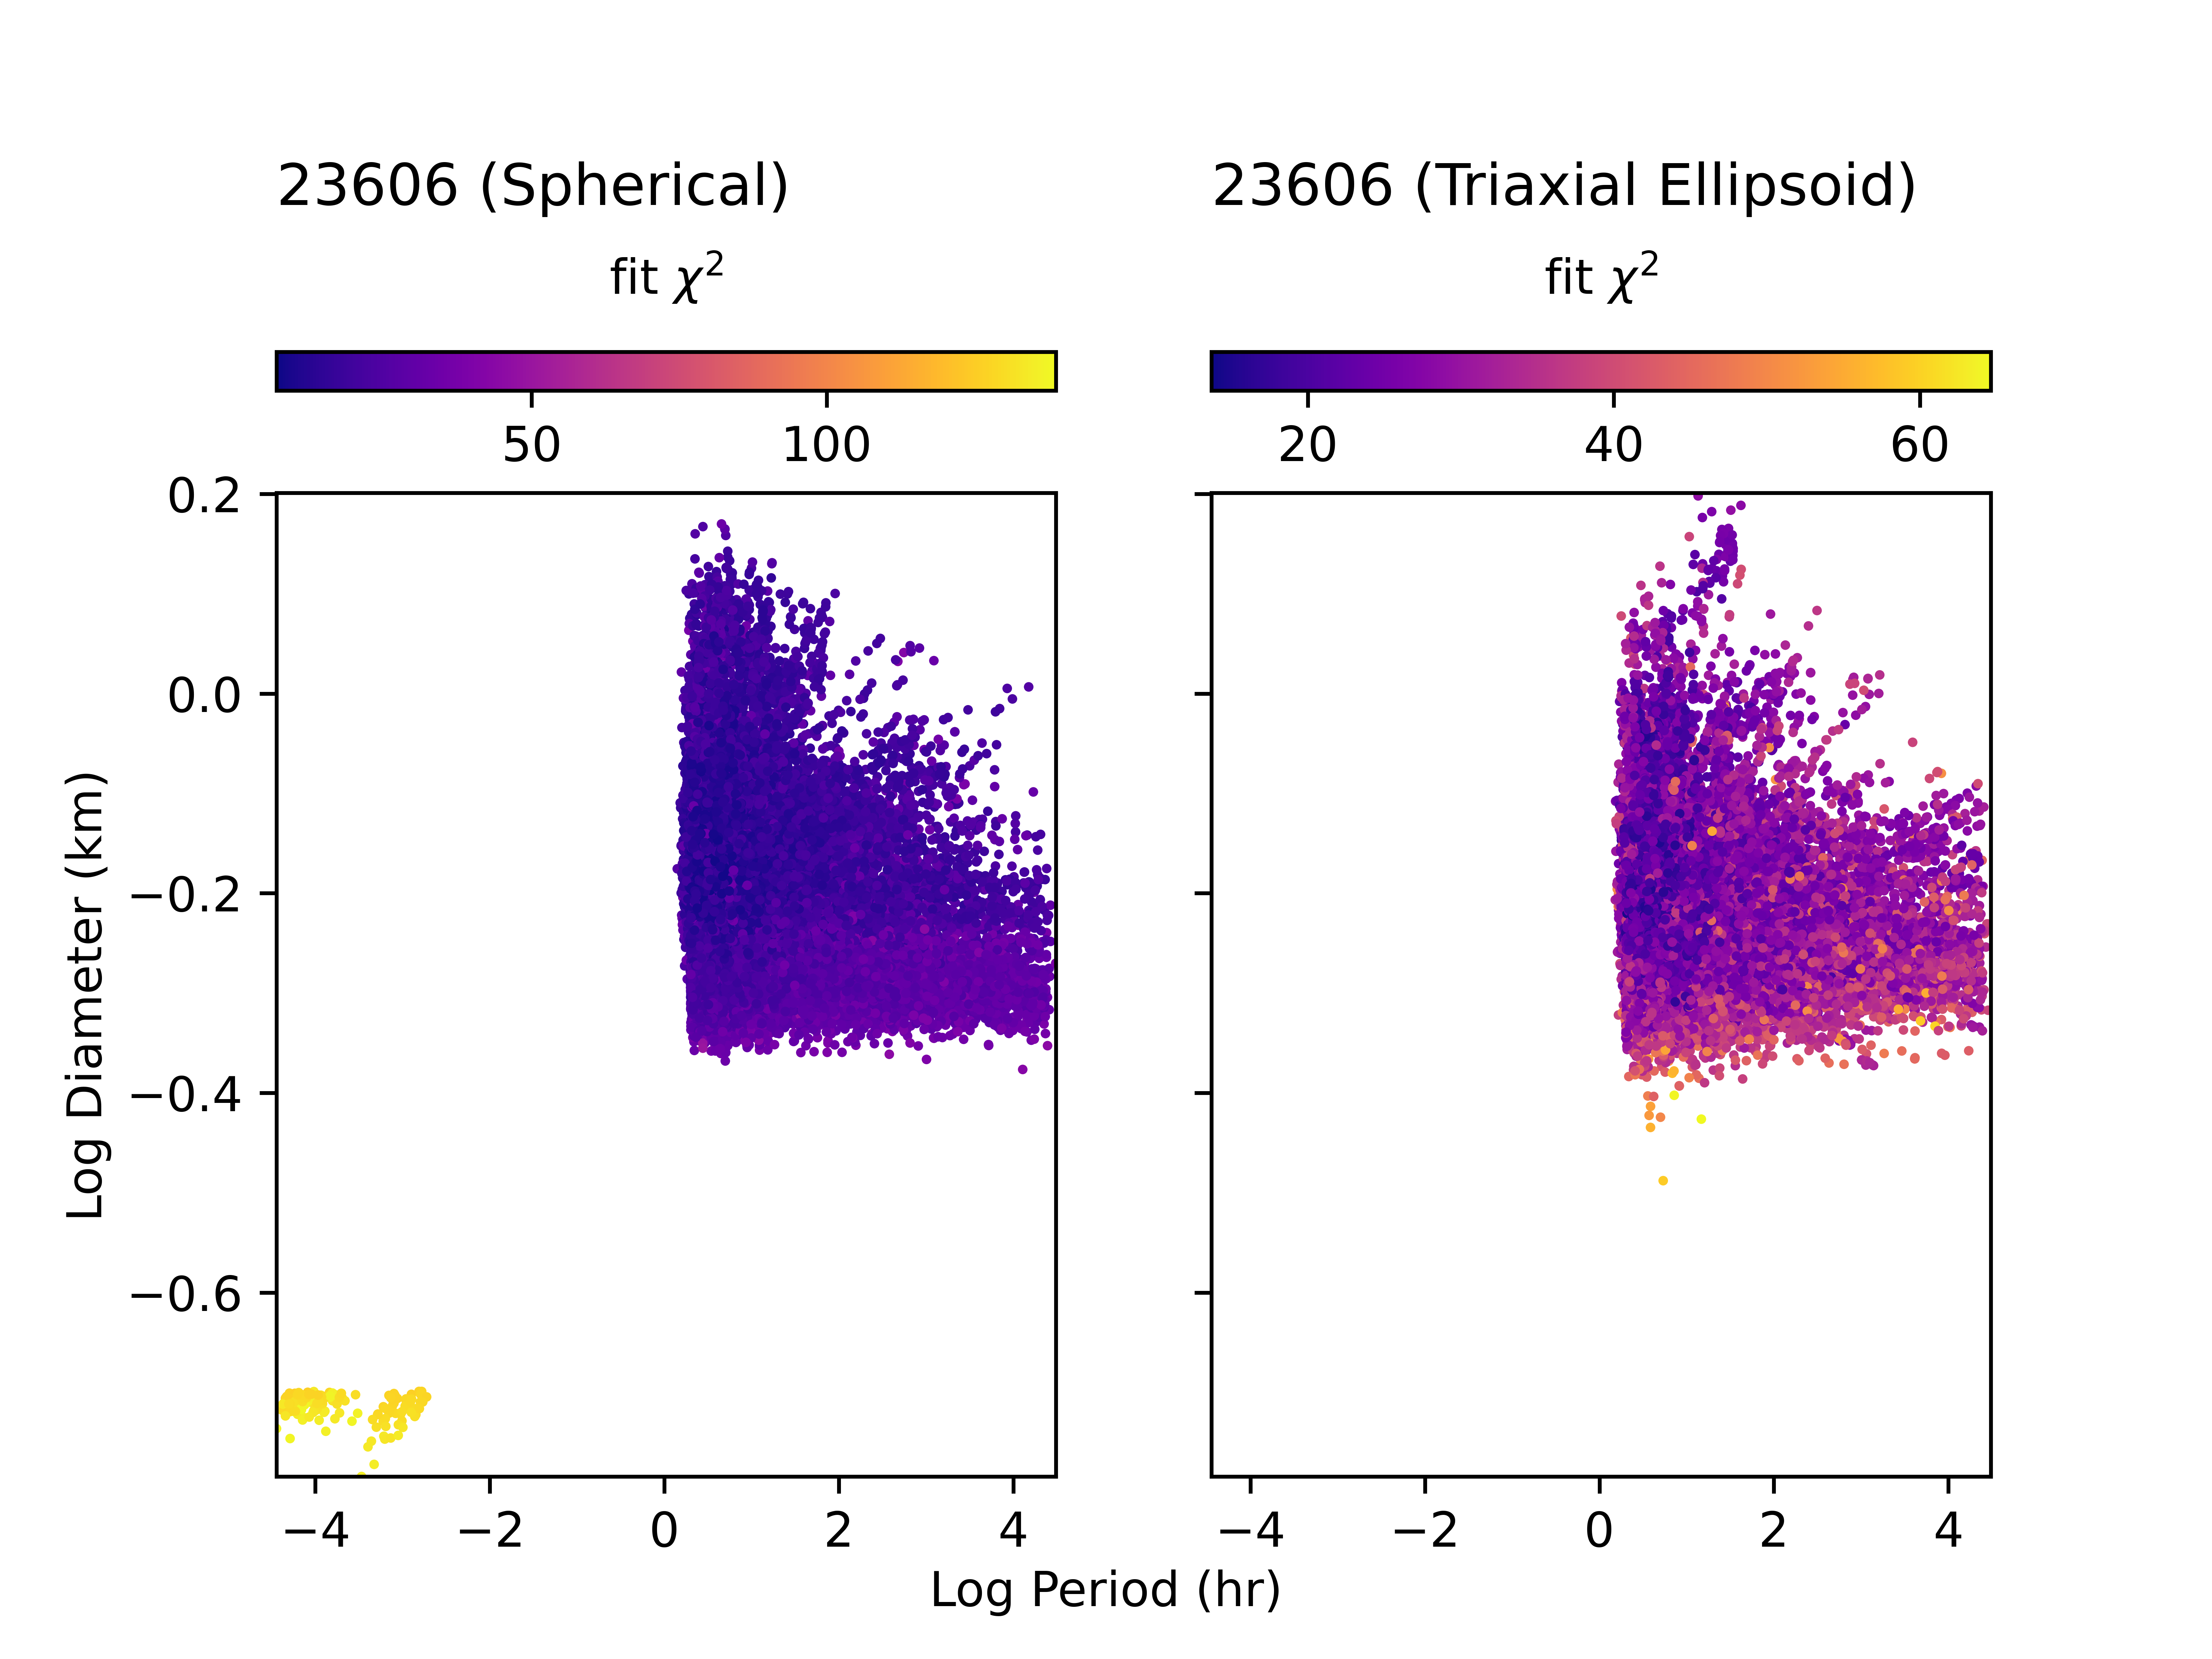 23606 (Spherical)
23606 (Triaxial Ellipsoid)
fit χ²
fit χ²
50 100
20 40 60
0.2
0.0
−0.2
−0.4
−0.6
Log Diameter (km)
−4 −2 0 2 4
−4 −2 0 2 4
Log Period (hr)